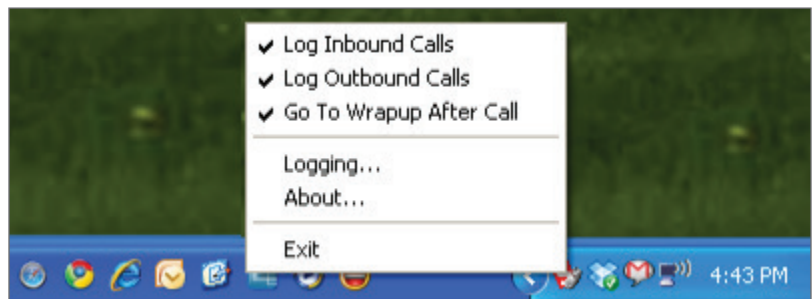 Log Inbound Calls
Log Outbound Calls
Go To Wrapup After Call
Logging...
About...
Exit
4:43 PM